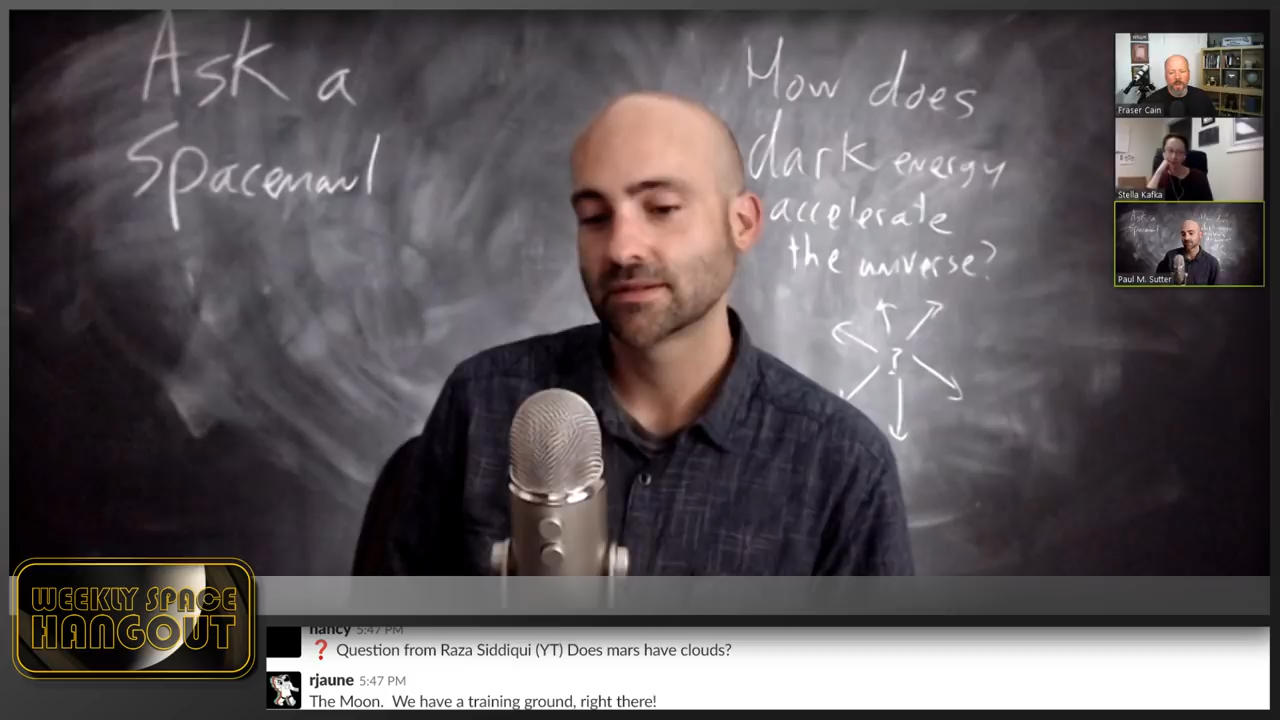 Ask a
Spaceman!
How does
dark energy
accelerate
the universe?
?
Fraser Cain
Stella Kafka
Paul M. Sutter
WEEKLY SPACE
HANGOUT
nancy 5:47 PM
❓ Question from Raza Siddiqui (YT) Does mars have clouds?
rjaune 5:47 PM
The Moon.  We have a training ground, right there!